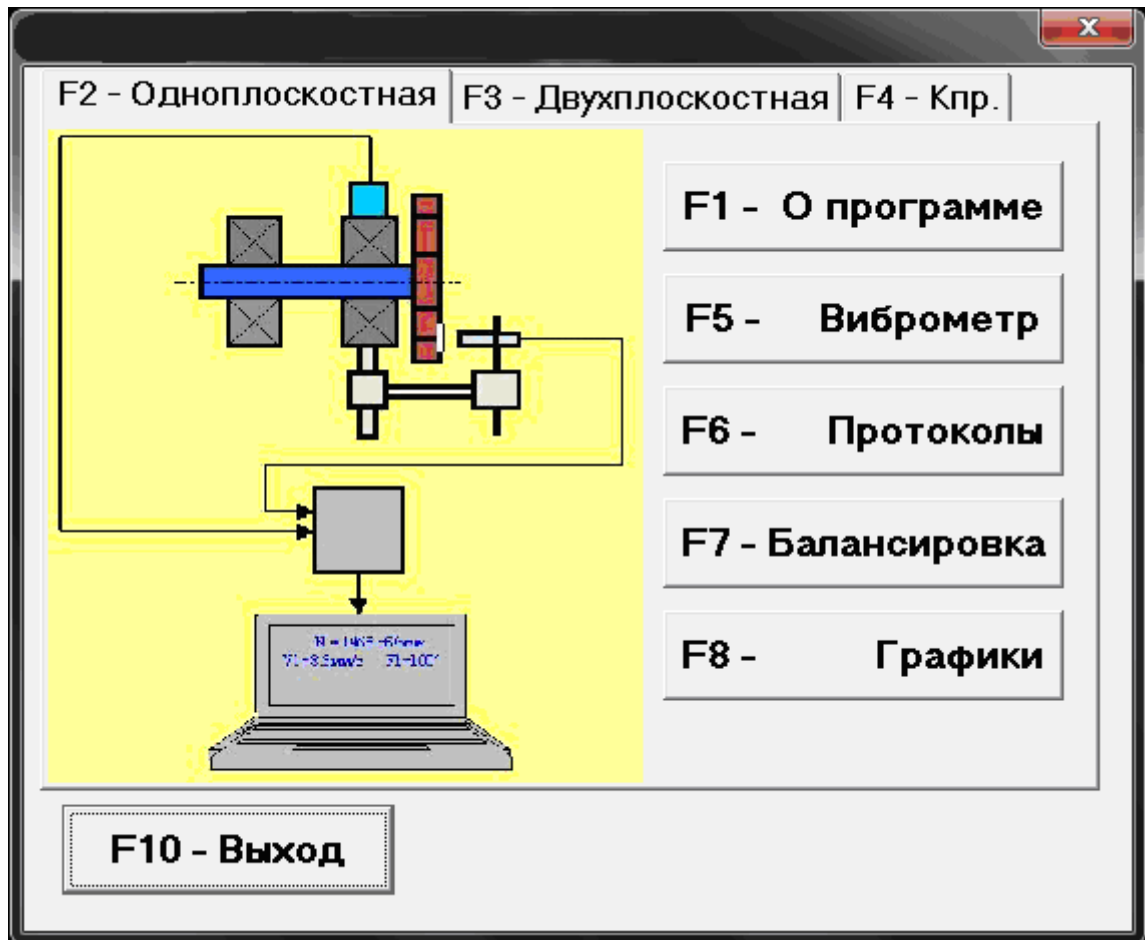 F2 - Одноплоскостная
F3 - Двухплоскостная
F4 - Кпр.
F1 - О программе
F5 - Виброметр
F6 - Протоколы
F7 - Балансировка
F8 - Графики
F10 - Выход